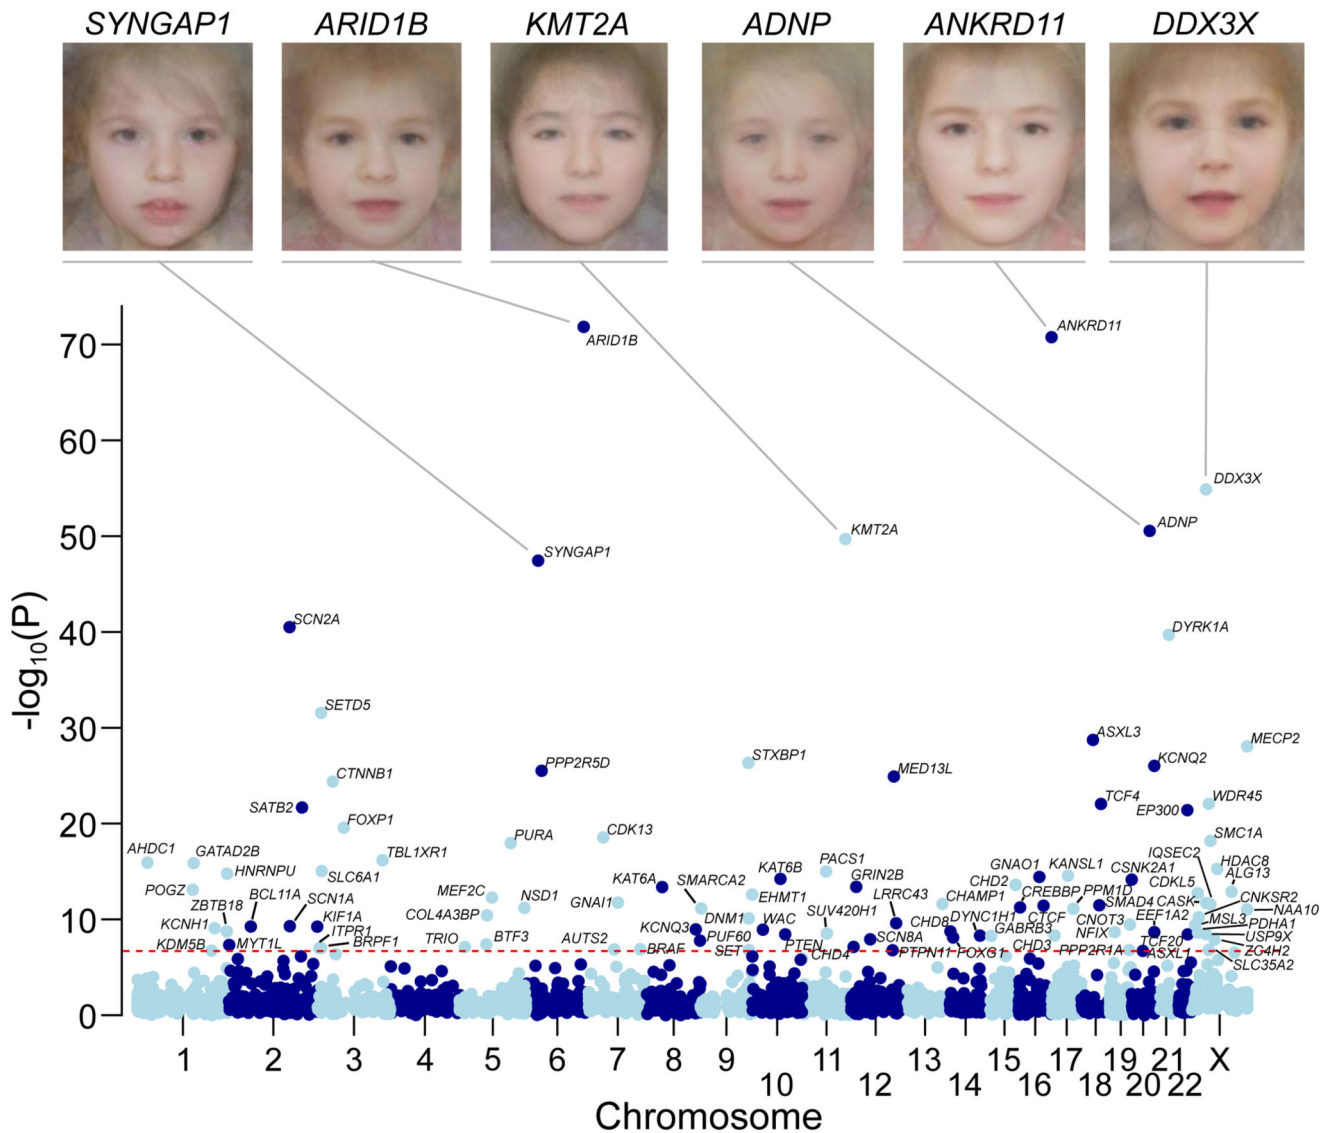 SYNGAP1 ARID1B KMT2A ADNP ANKRD11 DDX3X
ANKRD11
ARID1B
70
60
DDX3X
ADNP
KMT2A
50
SYNGAP1
SCN2A
DYRK1A
40
SETD5
30
ASXL3
MECP2
STXBP1
KCNQ2
PPP2R5D
MED13L
CTNNB1
TCF4
WDR45
SATB2
EP300
20
FOXP1
CDK13
PURA
SMC1A
AHDC1
GATAD2B
TBL1XR1
PACS1
IQSEC2
HDAC8
KAT6B
GNAO1
KANSL1
CSNK2A1
ALG13
HNRNPU
SLC6A1
KAT6A
SMARCA2
GRIN2B
CHD2
CDKL5
POGZ
BCL11A
SCN1A
MEF2C
NSD1
GNAI1
EHMT1
LRRC43
CHAMP1
CREBBP
PPM1D
SMAD4
CASK
CNKSR2
NAA10
ZBTB18
KIF1A
COL4A3BP
DNM1
WAC
SUV420H1
CHD8
DYNC1H1
CTCF
CNOT3
EEF1A2
MSL3
PDHA1
KCNH1
ITPR1
KCNQ3
GABRB3
NFIX
USP9X
KDM5B
MYT1L
BRPF1
TRIO
BTF3
AUTS2
BRAF
PUF60
SET
PTEN
CHD4
SCN8A
PTPN11
FOXG1
CHD3
PPP2R1A
TCF20
ASXL1
ZC4H2
SLC35A2
10
0
-log10(P)
1 2 3 4 5 6 7 8 9 11 13 15 17 19 21 X
10 12 14 16 18 20 22
Chromosome